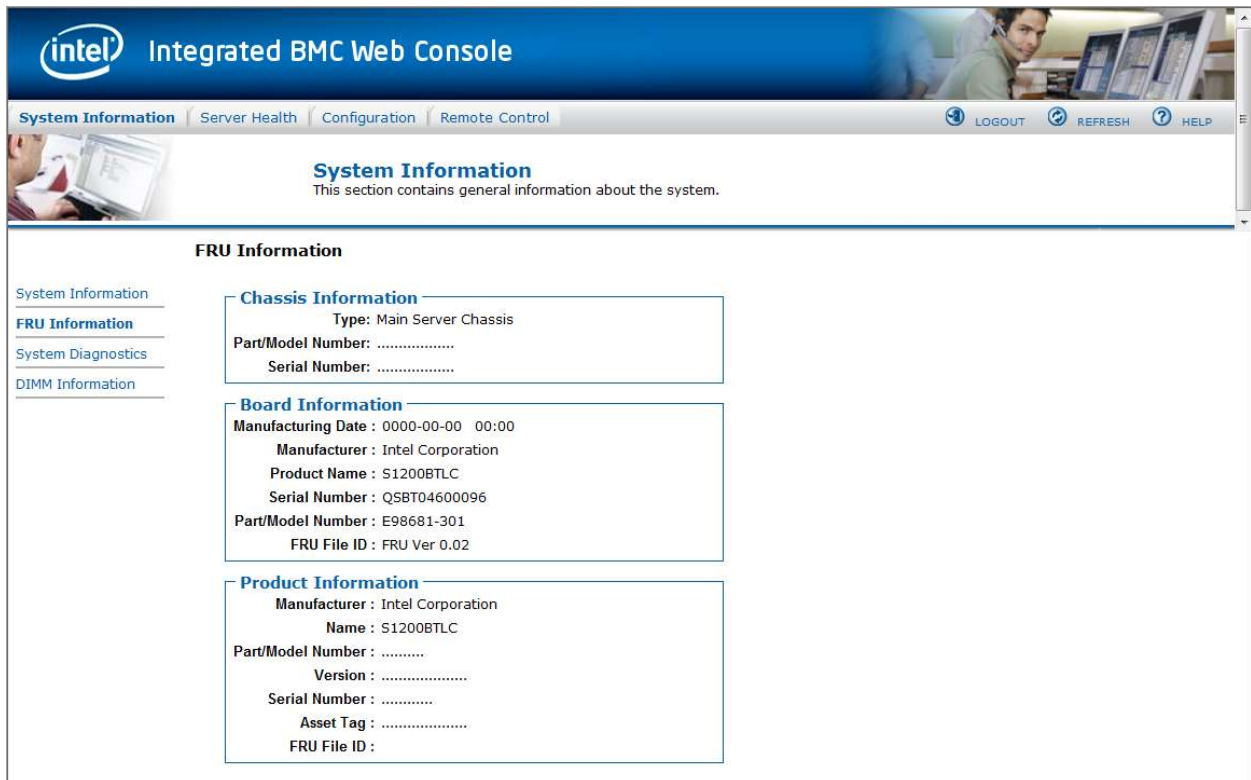 intel Integrated BMC Web Console
System Information Server Health Configuration Remote Control LOGOUT REFRESH HELP
System Information
This section contains general information about the system.
FRU Information
System Information
FRU Information
System Diagnostics
DIMM Information
Chassis Information
Type: Main Server Chassis
Part/Model Number: ..................
Serial Number: ..................
Board Information
Manufacturing Date : 0000-00-00 00:00
Manufacturer : Intel Corporation
Product Name : S1200BTLC
Serial Number : QSBT04600096
Part/Model Number : E98681-301
FRU File ID : FRU Ver 0.02
Product Information
Manufacturer : Intel Corporation
Name : S1200BTLC
Part/Model Number : ..........
Version : ....................
Serial Number : ............
Asset Tag : ....................
FRU File ID :